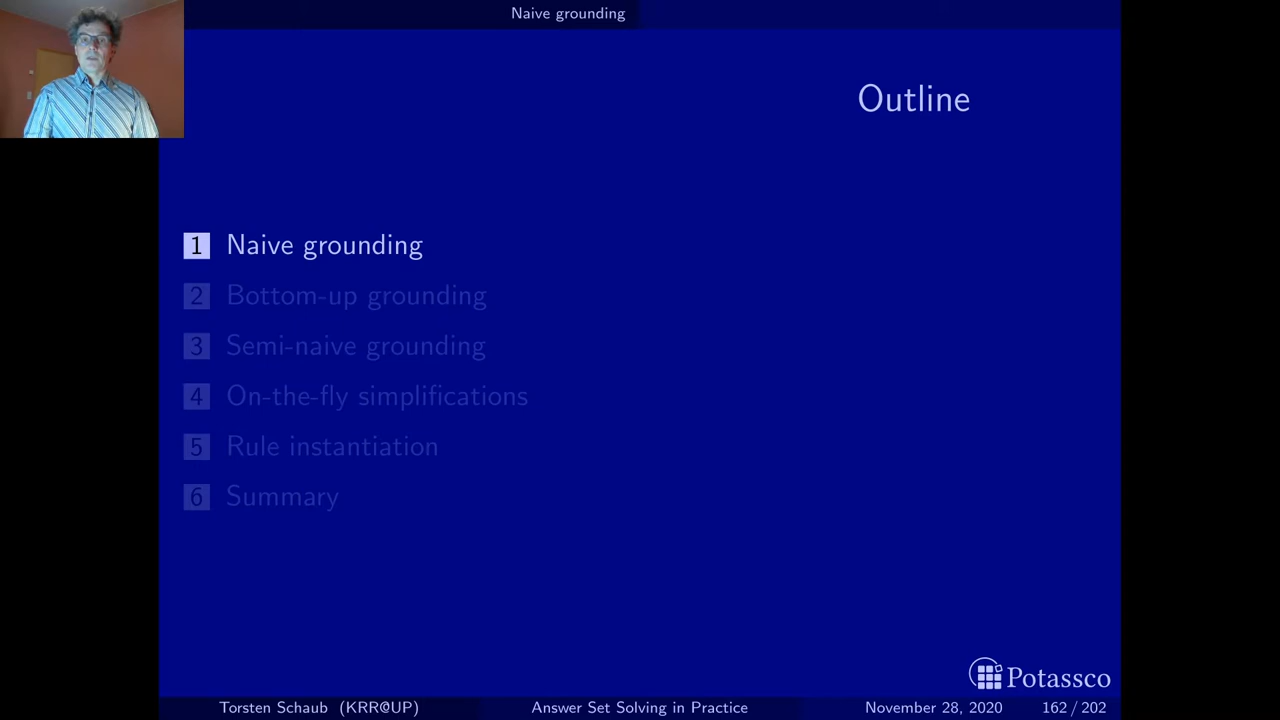 Naive grounding
Outline
1 Naive grounding
2 Bottom-up grounding
3 Semi-naive grounding
4 On-the-fly simplifications
5 Rule instantiation
6 Summary
Potassco
Torsten Schaub (KRR@UP) Answer Set Solving in Practice November 28, 2020 162 / 202